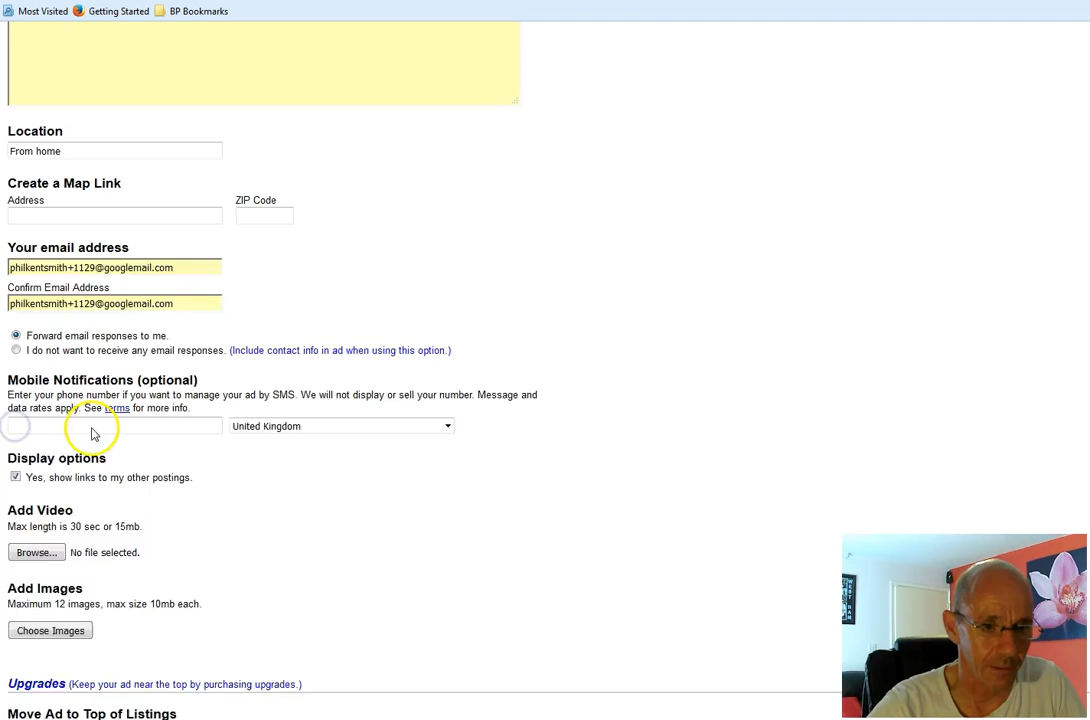 Most Visited Getting Started BP Bookmarks
Location
From home
Create a Map Link
Address ZIP Code
Your email address
philkentsmith+1129@googlemail.com
Confirm Email Address
philkentsmith+1129@googlemail.com
Forward email responses to me.
I do not want to receive any email responses. (Include contact info in ad when using this option.)
Mobile Notifications (optional)
Enter your phone number if you want to manage your ad by SMS. We will not display or sell your number. Message and
data rates apply. See terms for more info.
United Kingdom
Display options
Yes, show links to my other postings.
Add Video
Max length is 30 sec or 15mb.
Browse... No file selected.
Add Images
Maximum 12 images, max size 10mb each.
Choose Images
Upgrades (Keep your ad near the top by purchasing upgrades.)
Move Ad to Top of Listings